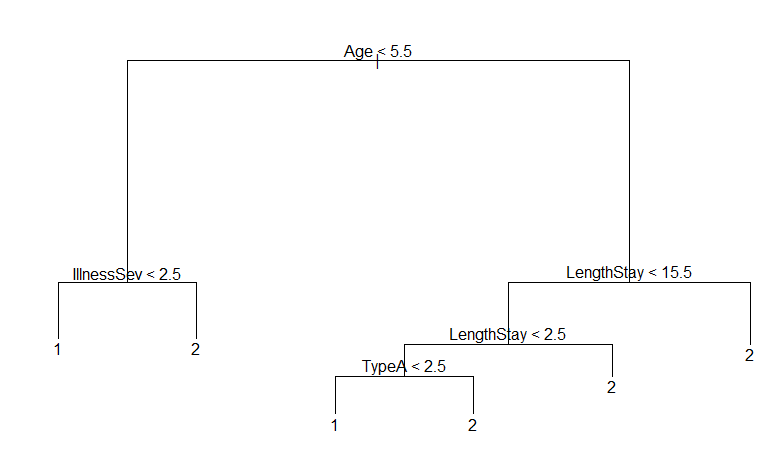 Age < 5.5
IllnessSev < 2.5
LengthStay < 15.5
1
2
LengthStay < 2.5
2
TypeA < 2.5
2
1
2